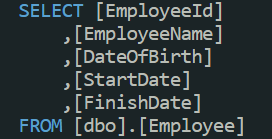 SELECT [EmployeeId]
,[EmployeeName]
,[DateOfBirth]
,[StartDate]
,[FinishDate]
FROM [dbo].[Employee]